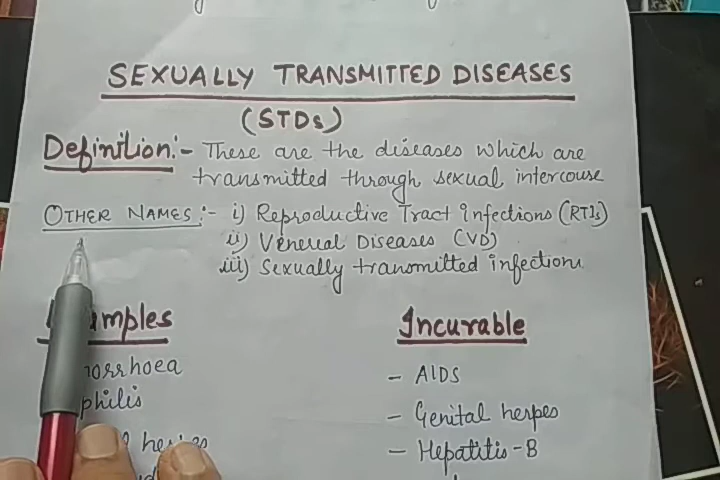 SEXUALLY TRANSMITTED DISEASES
(STDs)
Definition:- These are the diseases which are
transmitted through sexual intercouse
OTHER NAMES:- i) Reproductive Tract Infections (RTIs)
ii) Venereal Diseases (VD)
iii) Sexually transmitted infections
Incurable
- AIDS
- Genital herpes
- Hepatitis-B